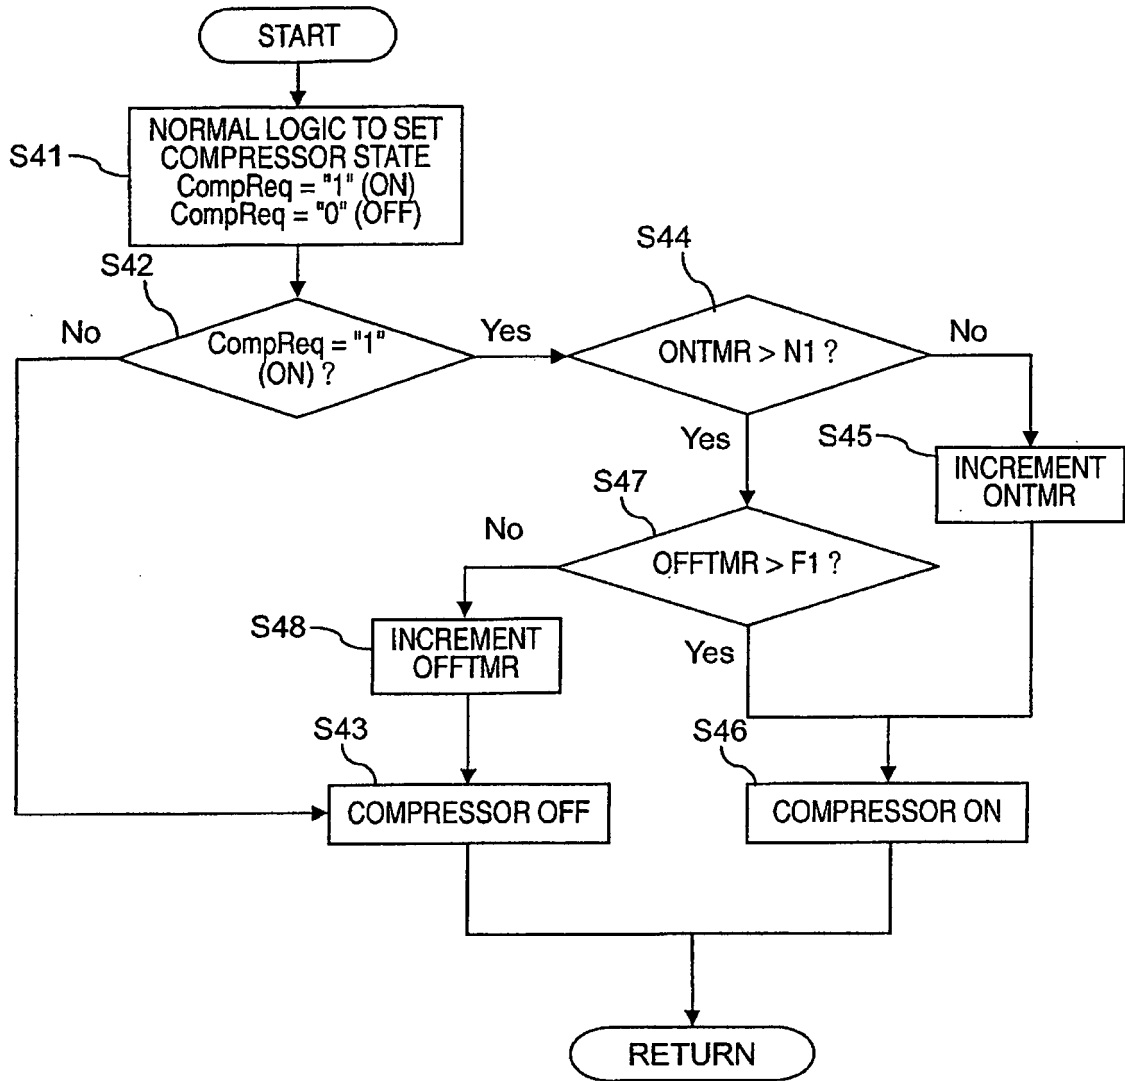 START
NORMAL LOGIC TO SET
COMPRESSOR STATE
CompReq = "1" (ON)
CompReq = "0" (OFF)
S41
S42
S44
No
CompReq = "1"
(ON) ?
Yes
ONTMR > N1 ?
No
Yes
S45
INCREMENT
ONTMR
S47
No
OFFTMR > F1 ?
S48
INCREMENT
OFFTMR
Yes
S43
S46
COMPRESSOR OFF
COMPRESSOR ON
RETURN